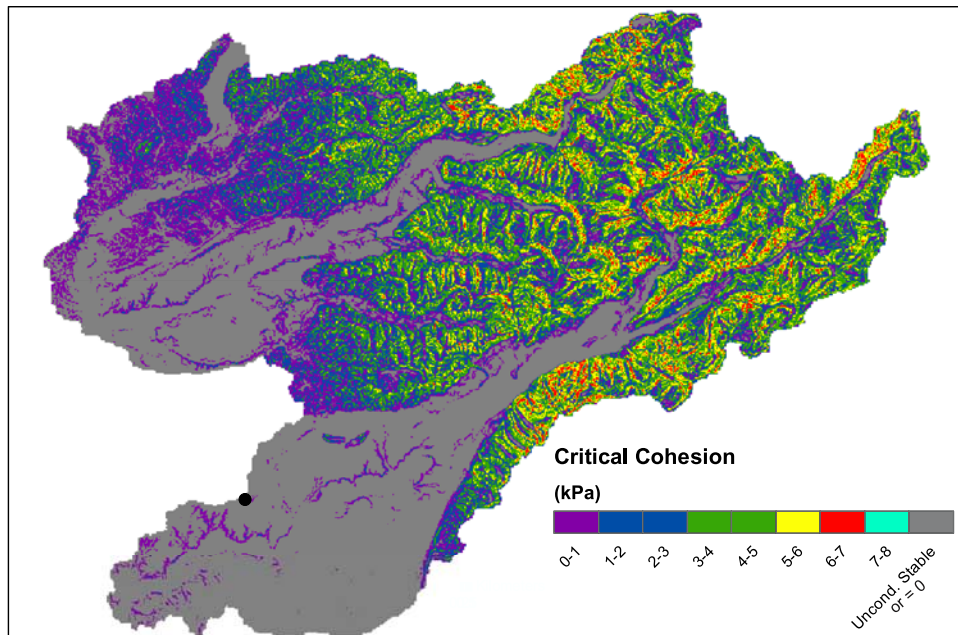 Critical Cohesion
(kPa)
0-1
1-2
2-3
3-4
4-5
5-6
6-7
7-8
Uncond. Stable
or = 0